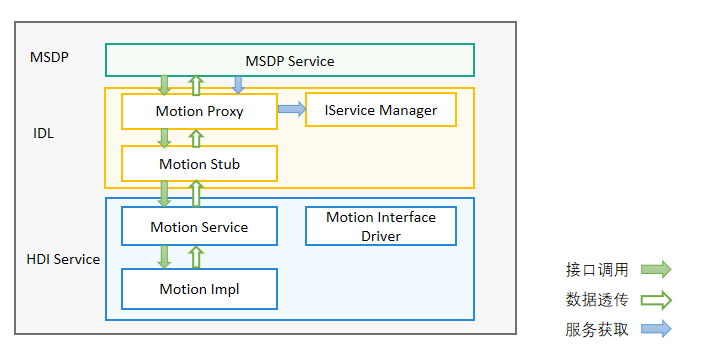 MSDP
MSDP Service
IDL
Motion Proxy
IService Manager
Motion Stub
HDI Service
Motion Service
Motion Interface
Driver
Motion Impl
接口调用
数据透传
服务获取